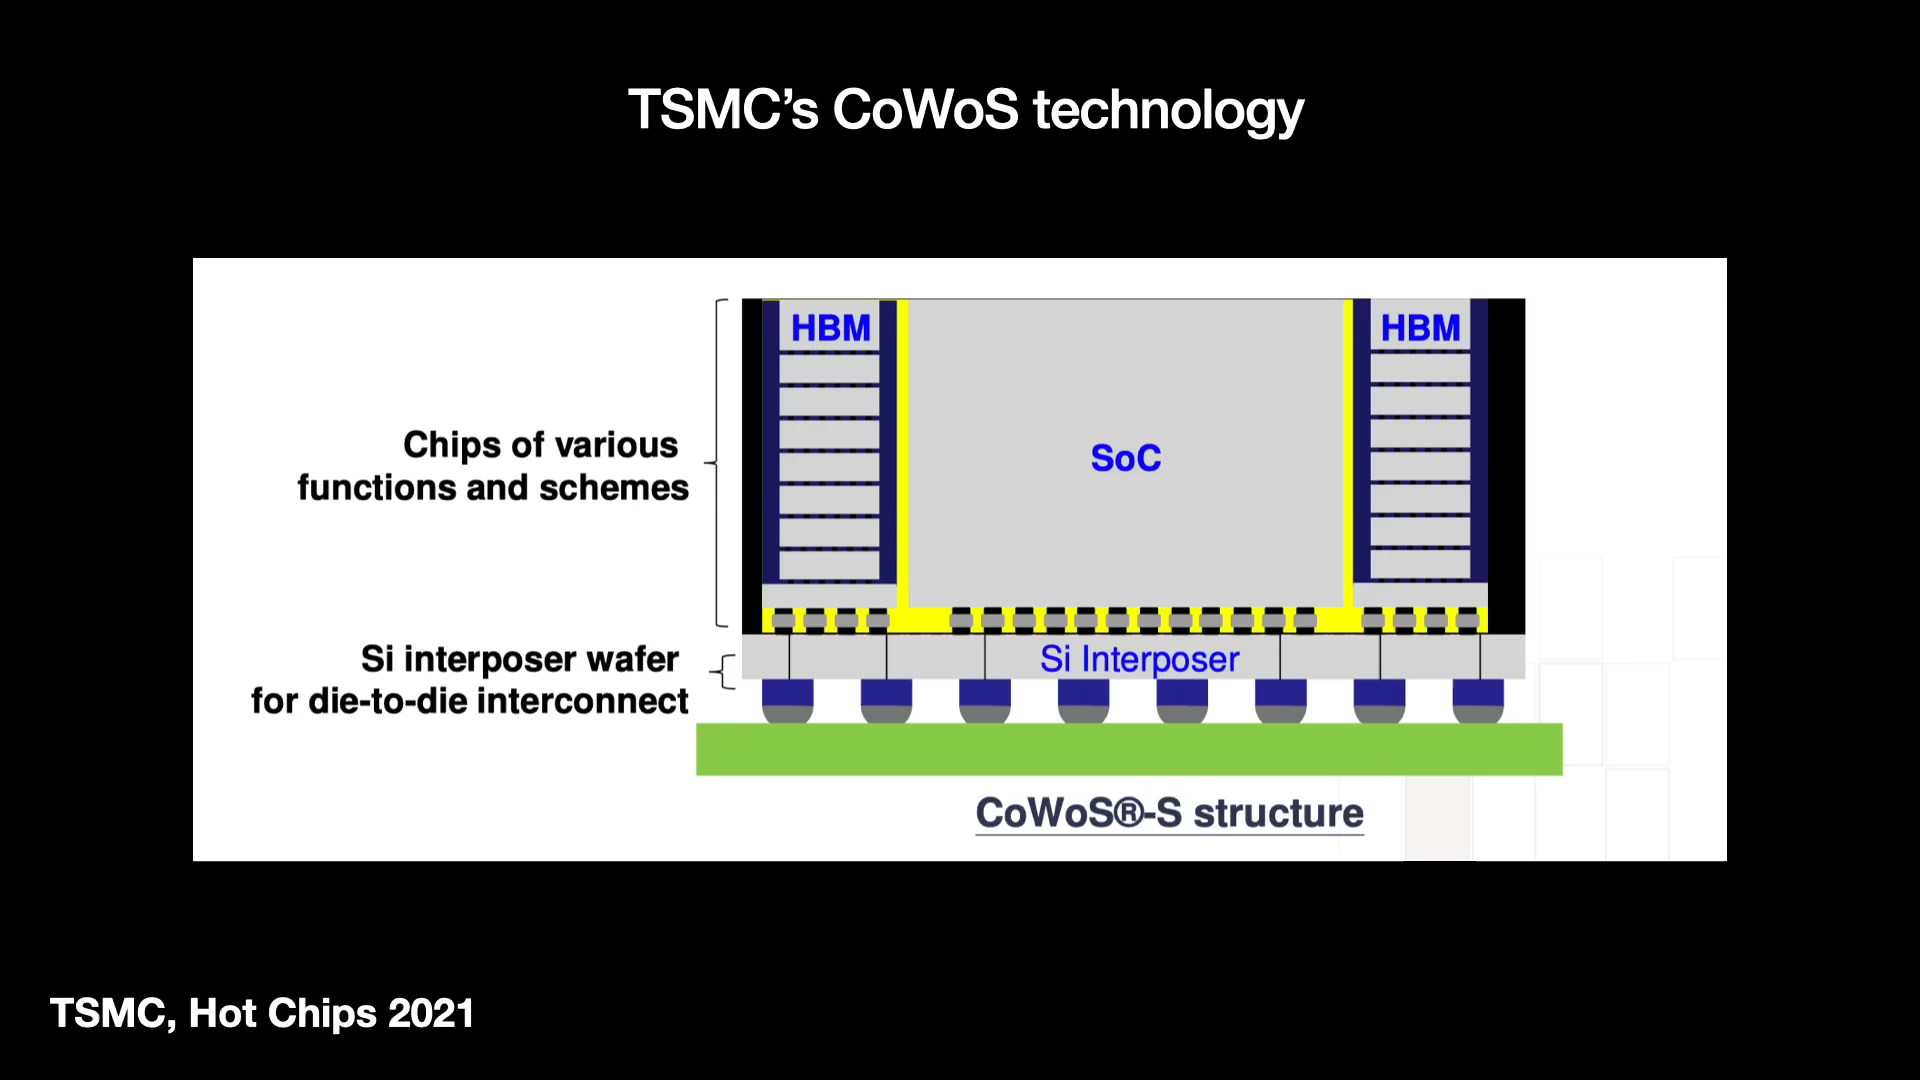 TSMC’s CoWoS technology
HBM
HBM
SoC
Chips of various
functions and schemes
Si Interposer
Si interposer wafer
for die-to-die interconnect
CoWoS®-S structure
TSMC, Hot Chips 2021